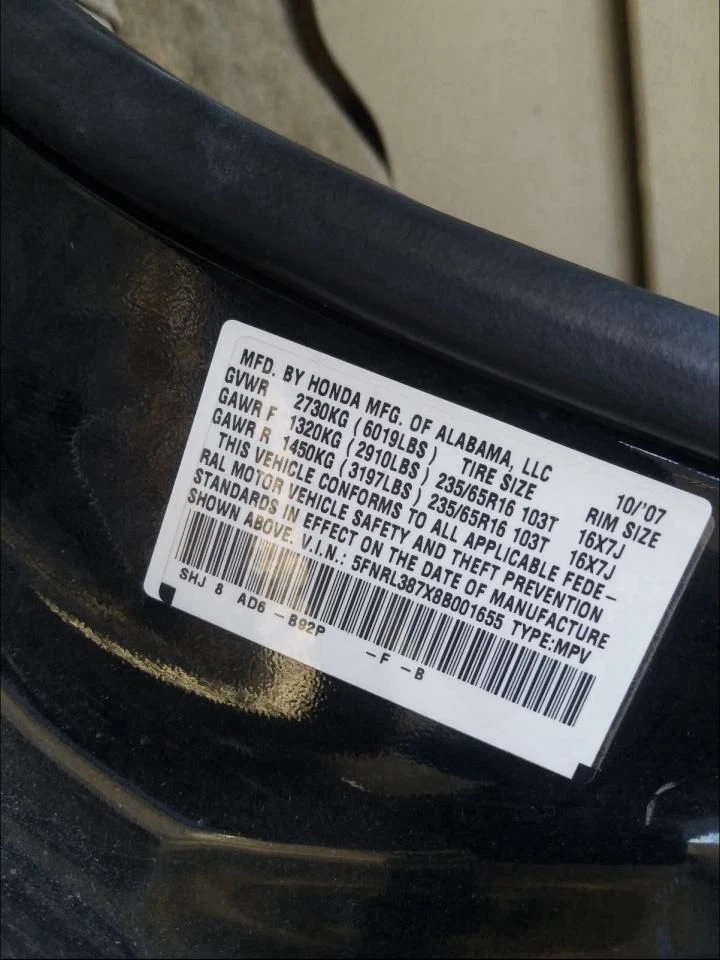 MFD. BY HONDA MFG. OF ALABAMA, LLC 10/'07
GVWR 2730KG (6019LBS) TIRE SIZE RIM SIZE
GAWR F 1320KG (2910LBS) 235/65R16 103T 16X7J
GAWR R 1450KG (3197LBS) 235/65R16 103T 16X7J
THIS VEHICLE CONFORMS TO ALL APPLICABLE FEDE-
RAL MOTOR VEHICLE SAFETY AND THEFT PREVENTION
STANDARDS IN EFFECT ON THE DATE OF MANUFACTURE
SHOWN ABOVE. V.I.N.: 5FNRL387X8B001655 TYPE:MPV
SHJ 8 AD6 -B92P -F -B